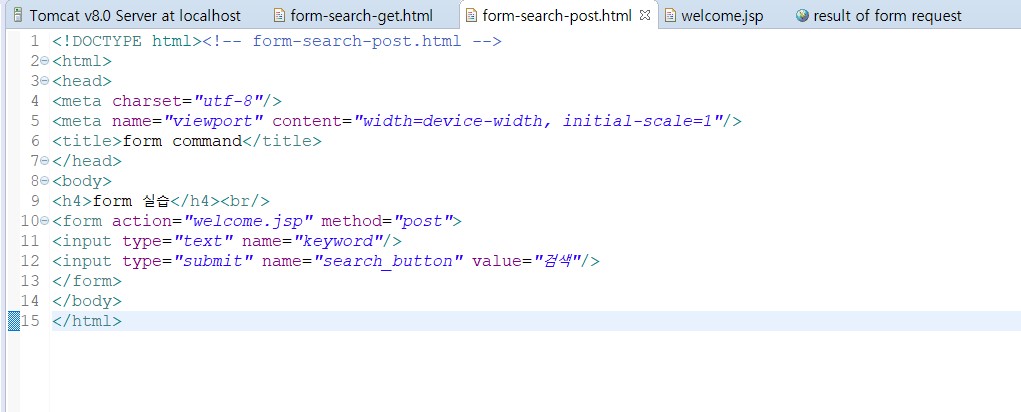 Tomcat v8.0 Server at localhost form-search-get.html form-search-post.html welcome.jsp result of form request
1 <!DOCTYPE html><!-- form-search-post.html -->
2 <html>
3 <head>
4 <meta charset="utf-8"/>
5 <meta name="viewport" content="width=device-width, initial-scale=1"/>
6 <title>form command</title>
7 </head>
8 <body>
9 <h4>form 실습</h4><br/>
10 <form action="welcome.jsp" method="post">
11 <input type="text" name="keyword"/>
12 <input type="submit" name="search_button" value="검색"/>
13 </form>
14 </body>
15 </html>